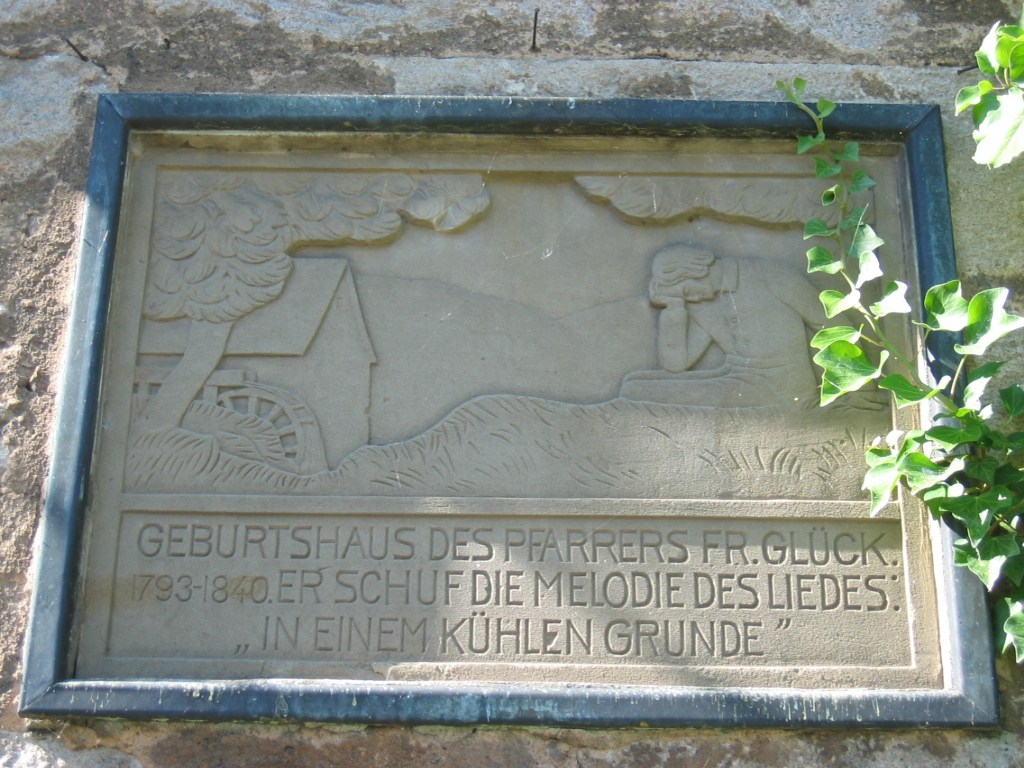 GEBURTSHAUS DES PFARRERS FR. GLÜCK.
1793-1840. ER SCHUF DIE MELODIE DES LIEDES:
„IN EINEM KÜHLEN GRUNDE”